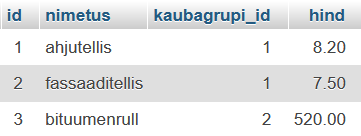 id nimetus kaubagrupi_id hind
1 ahjutellis 1 8.20
2 fassaaditellis 1 7.50
3 bituumenrull 2 520.00